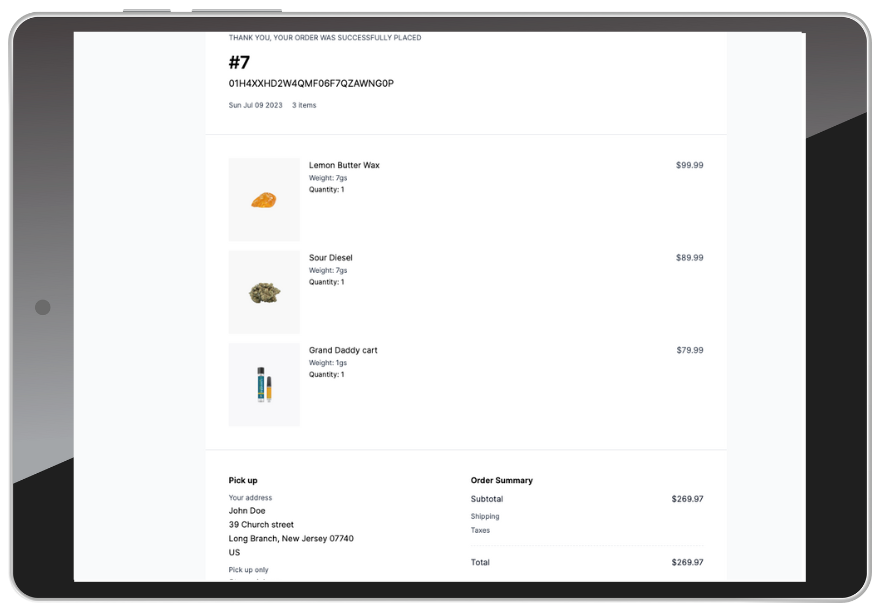 THANK YOU, YOUR ORDER WAS SUCCESSFULLY PLACED
#7
01H4XXHD2W4QMF06F7QZAWNG0P
Sun Jul 09 2023 3 items
Lemon Butter Wax $99.99
Weight: 7gs
Quantity: 1
Sour Diesel $89.99
Weight: 7gs
Quantity: 1
Grand Daddy cart $79.99
Weight: 1gs
Quantity: 1
Pick up
Your address
John Doe
39 Church street
Long Branch, New Jersey 07740
US
Pick up only
Order Summary
Subtotal $269.97
Shipping
Taxes
Total $269.97